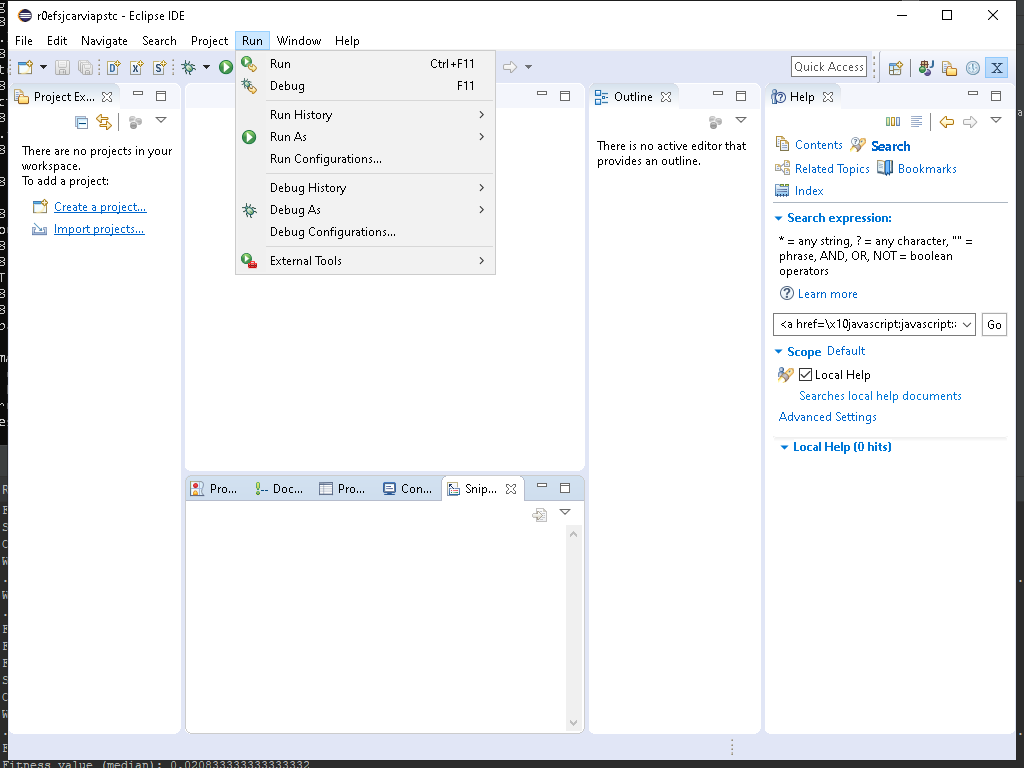 r0efsjcarviapstc - Eclipse IDE
File Edit Navigate Search Project Run Window Help
Run Ctrl+F11
Debug F11
Run History
Run As
Run Configurations...
Debug History
Debug As
Debug Configurations...
External Tools
Quick Access
Project Ex...
There are no projects in your
workspace.
To add a project:
Create a project...
Import projects...
Outline
There is no active editor that
provides an outline.
Help
Contents Search
Related Topics Bookmarks
Index
Search expression:
* = any string, ? = any character, "" =
phrase, AND, OR, NOT = boolean
operators
Learn more
<a href=\x10javascript:javascript:
Go
Scope Default
Local Help
Searches local help documents
Advanced Settings
Local Help (0 hits)
Pro... Doc... Pro... Con... Snip...
Fitness value (median): 0.020833333333333332